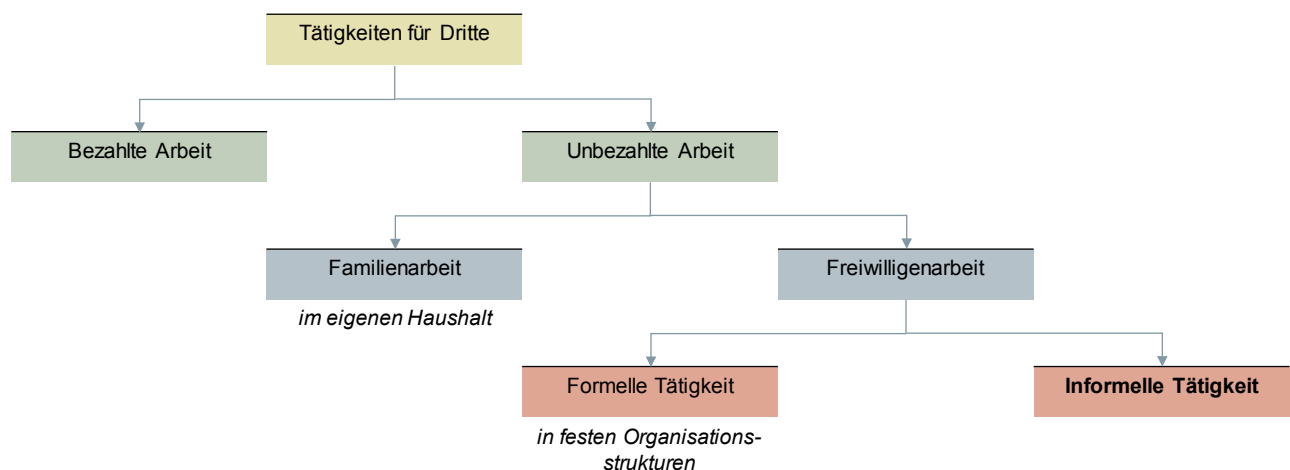 Tätigkeiten für Dritte
Bezahlte Arbeit
Unbezahlte Arbeit
Familienarbeit
Freiwilligenarbeit
im eigenen Haushalt
Formelle Tätigkeit
Informelle Tätigkeit
in festen Organisations-
strukturen